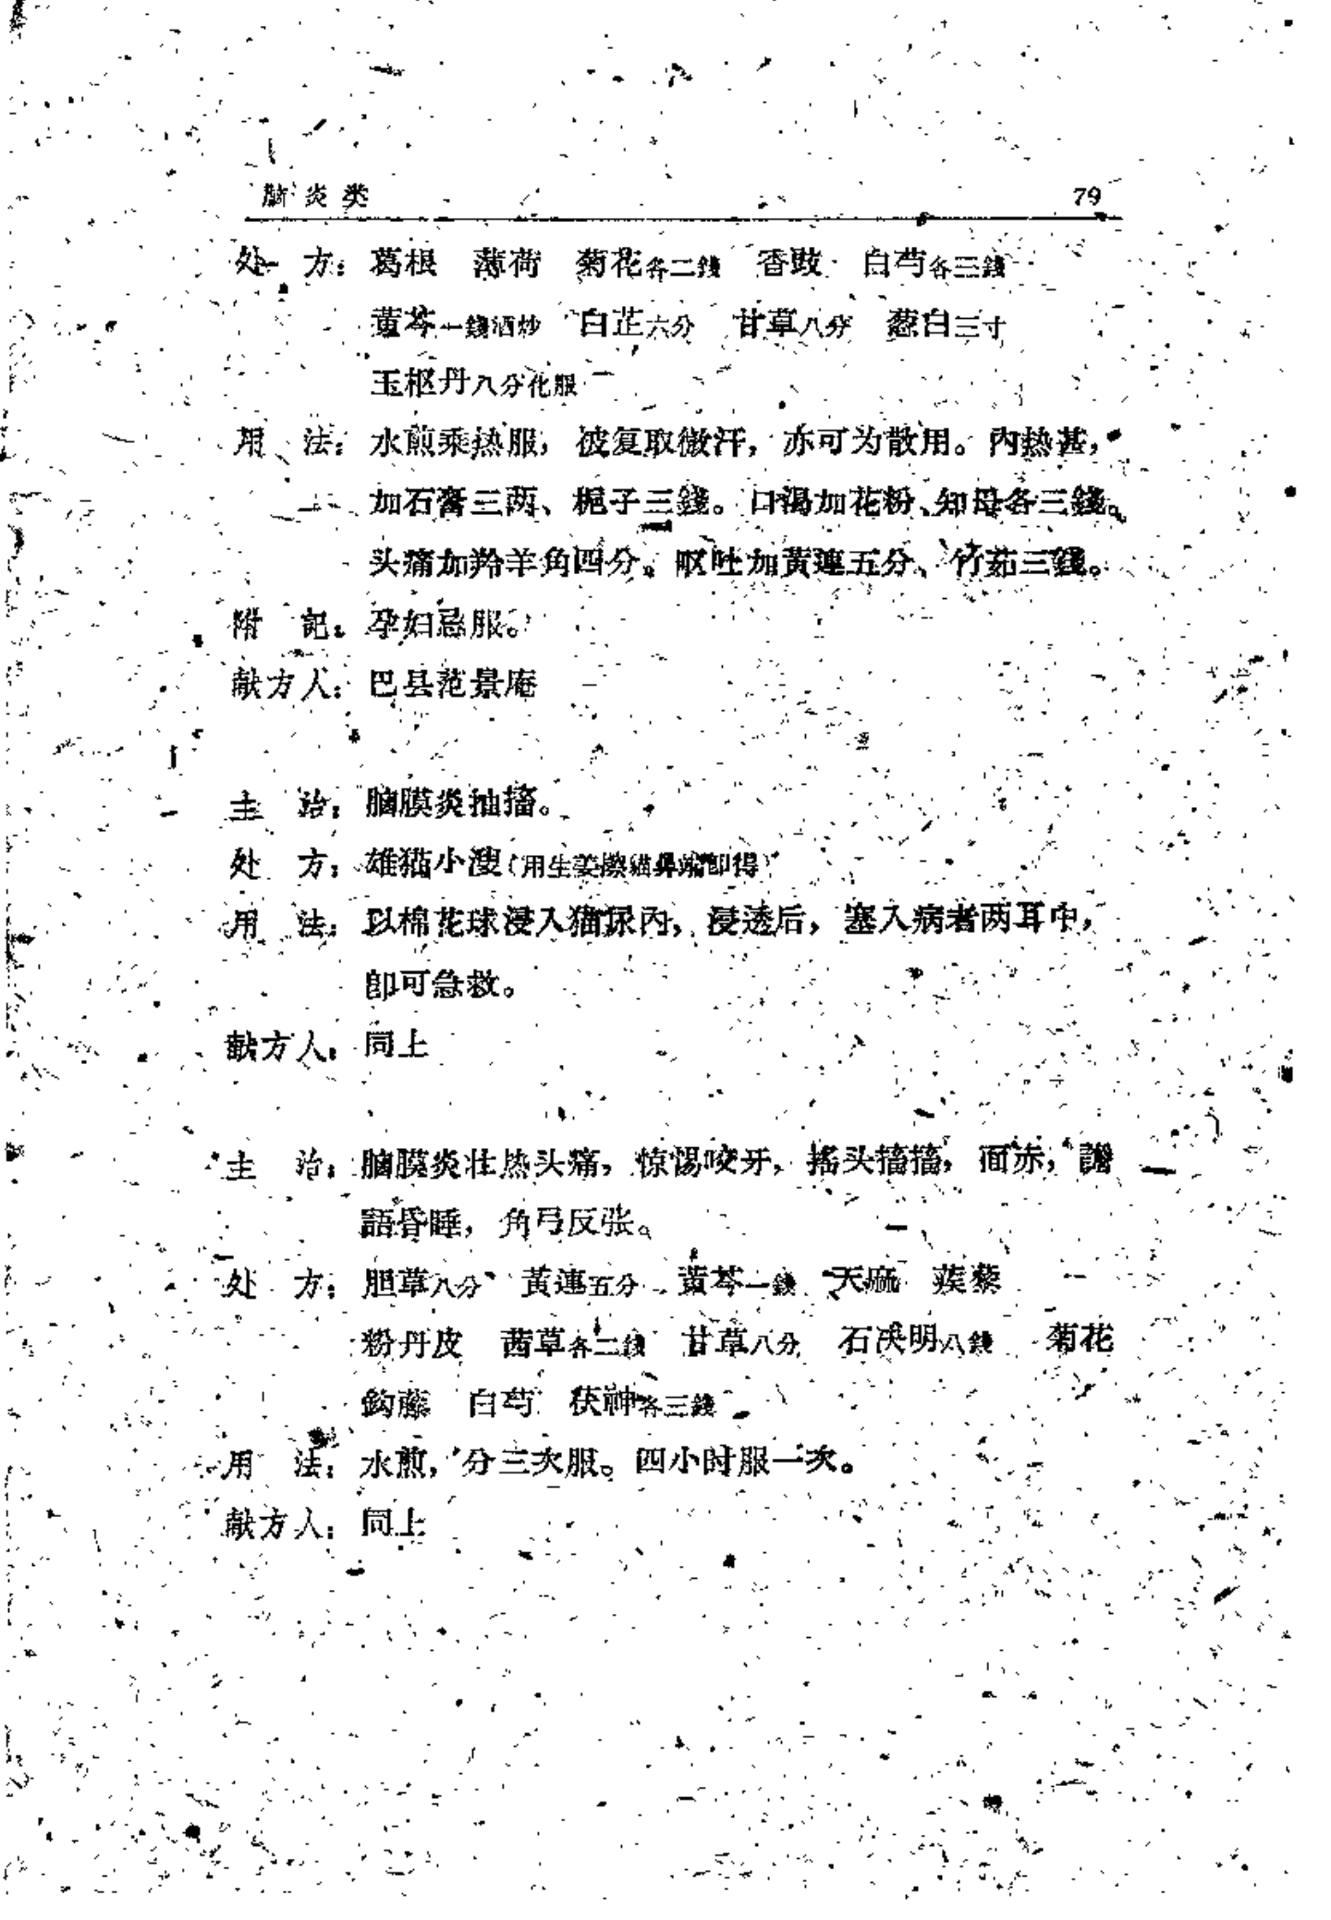 脑炎类 79
处　方：葛根　薄荷　菊花各二錢　香豉　白芍各三錢
黄芩一錢酒炒　白芷六分　甘草八分　葱白三寸
玉枢丹八分化服
用　法：水煎乘热服，被复取微汗，亦可为散用。內热甚，
加石膏三两、梔子三錢。口渴加花粉、知母各三錢。
头痛加羚羊角四分。呕吐加黄連五分、竹茹三錢。
附　記：孕妇忌服。
献方人：巴县范景庵
主　治：脑膜炎抽搐。
处　方：雄猫小溲（用生姜擦貓鼻端卽得）
用　法：以棉花球浸入猫尿內，浸透后，塞入病者两耳中，
卽可急救。
献方人：同上
主　治：脑膜炎壮热头痛，惊惕咬牙，搖头搐搦，面赤，譫
語昏睡，角弓反张。
处　方：胆草八分　黄連五分　黄芩一錢　天麻　蒺藜
粉丹皮　茜草各二錢　甘草八分　石决明八錢　菊花
鈎藤　白芍　茯神各三錢
用　法：水煎，分三次服。四小时服一次。
献方人：同上